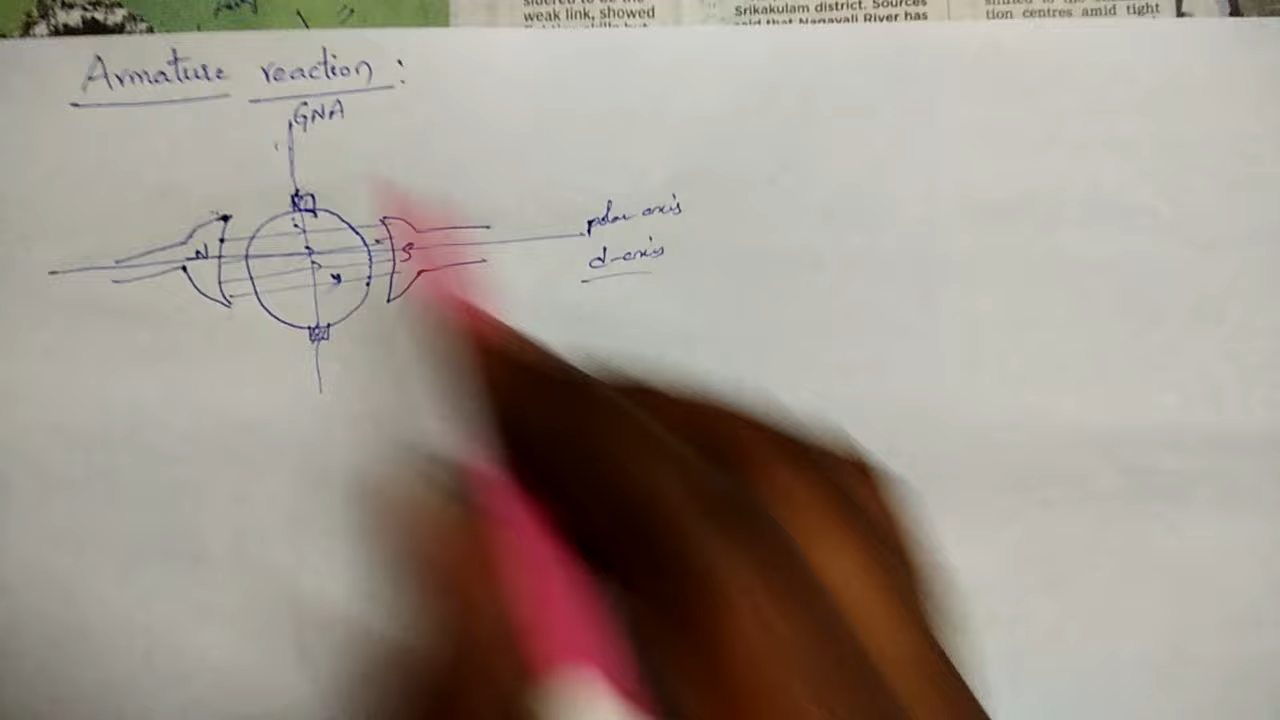 weak link, showed
Srikakulam district. Sources
said that Nagavali River has
tion centres amid tight
Armature reaction:
GNA
N
S
polar axis
d-axis